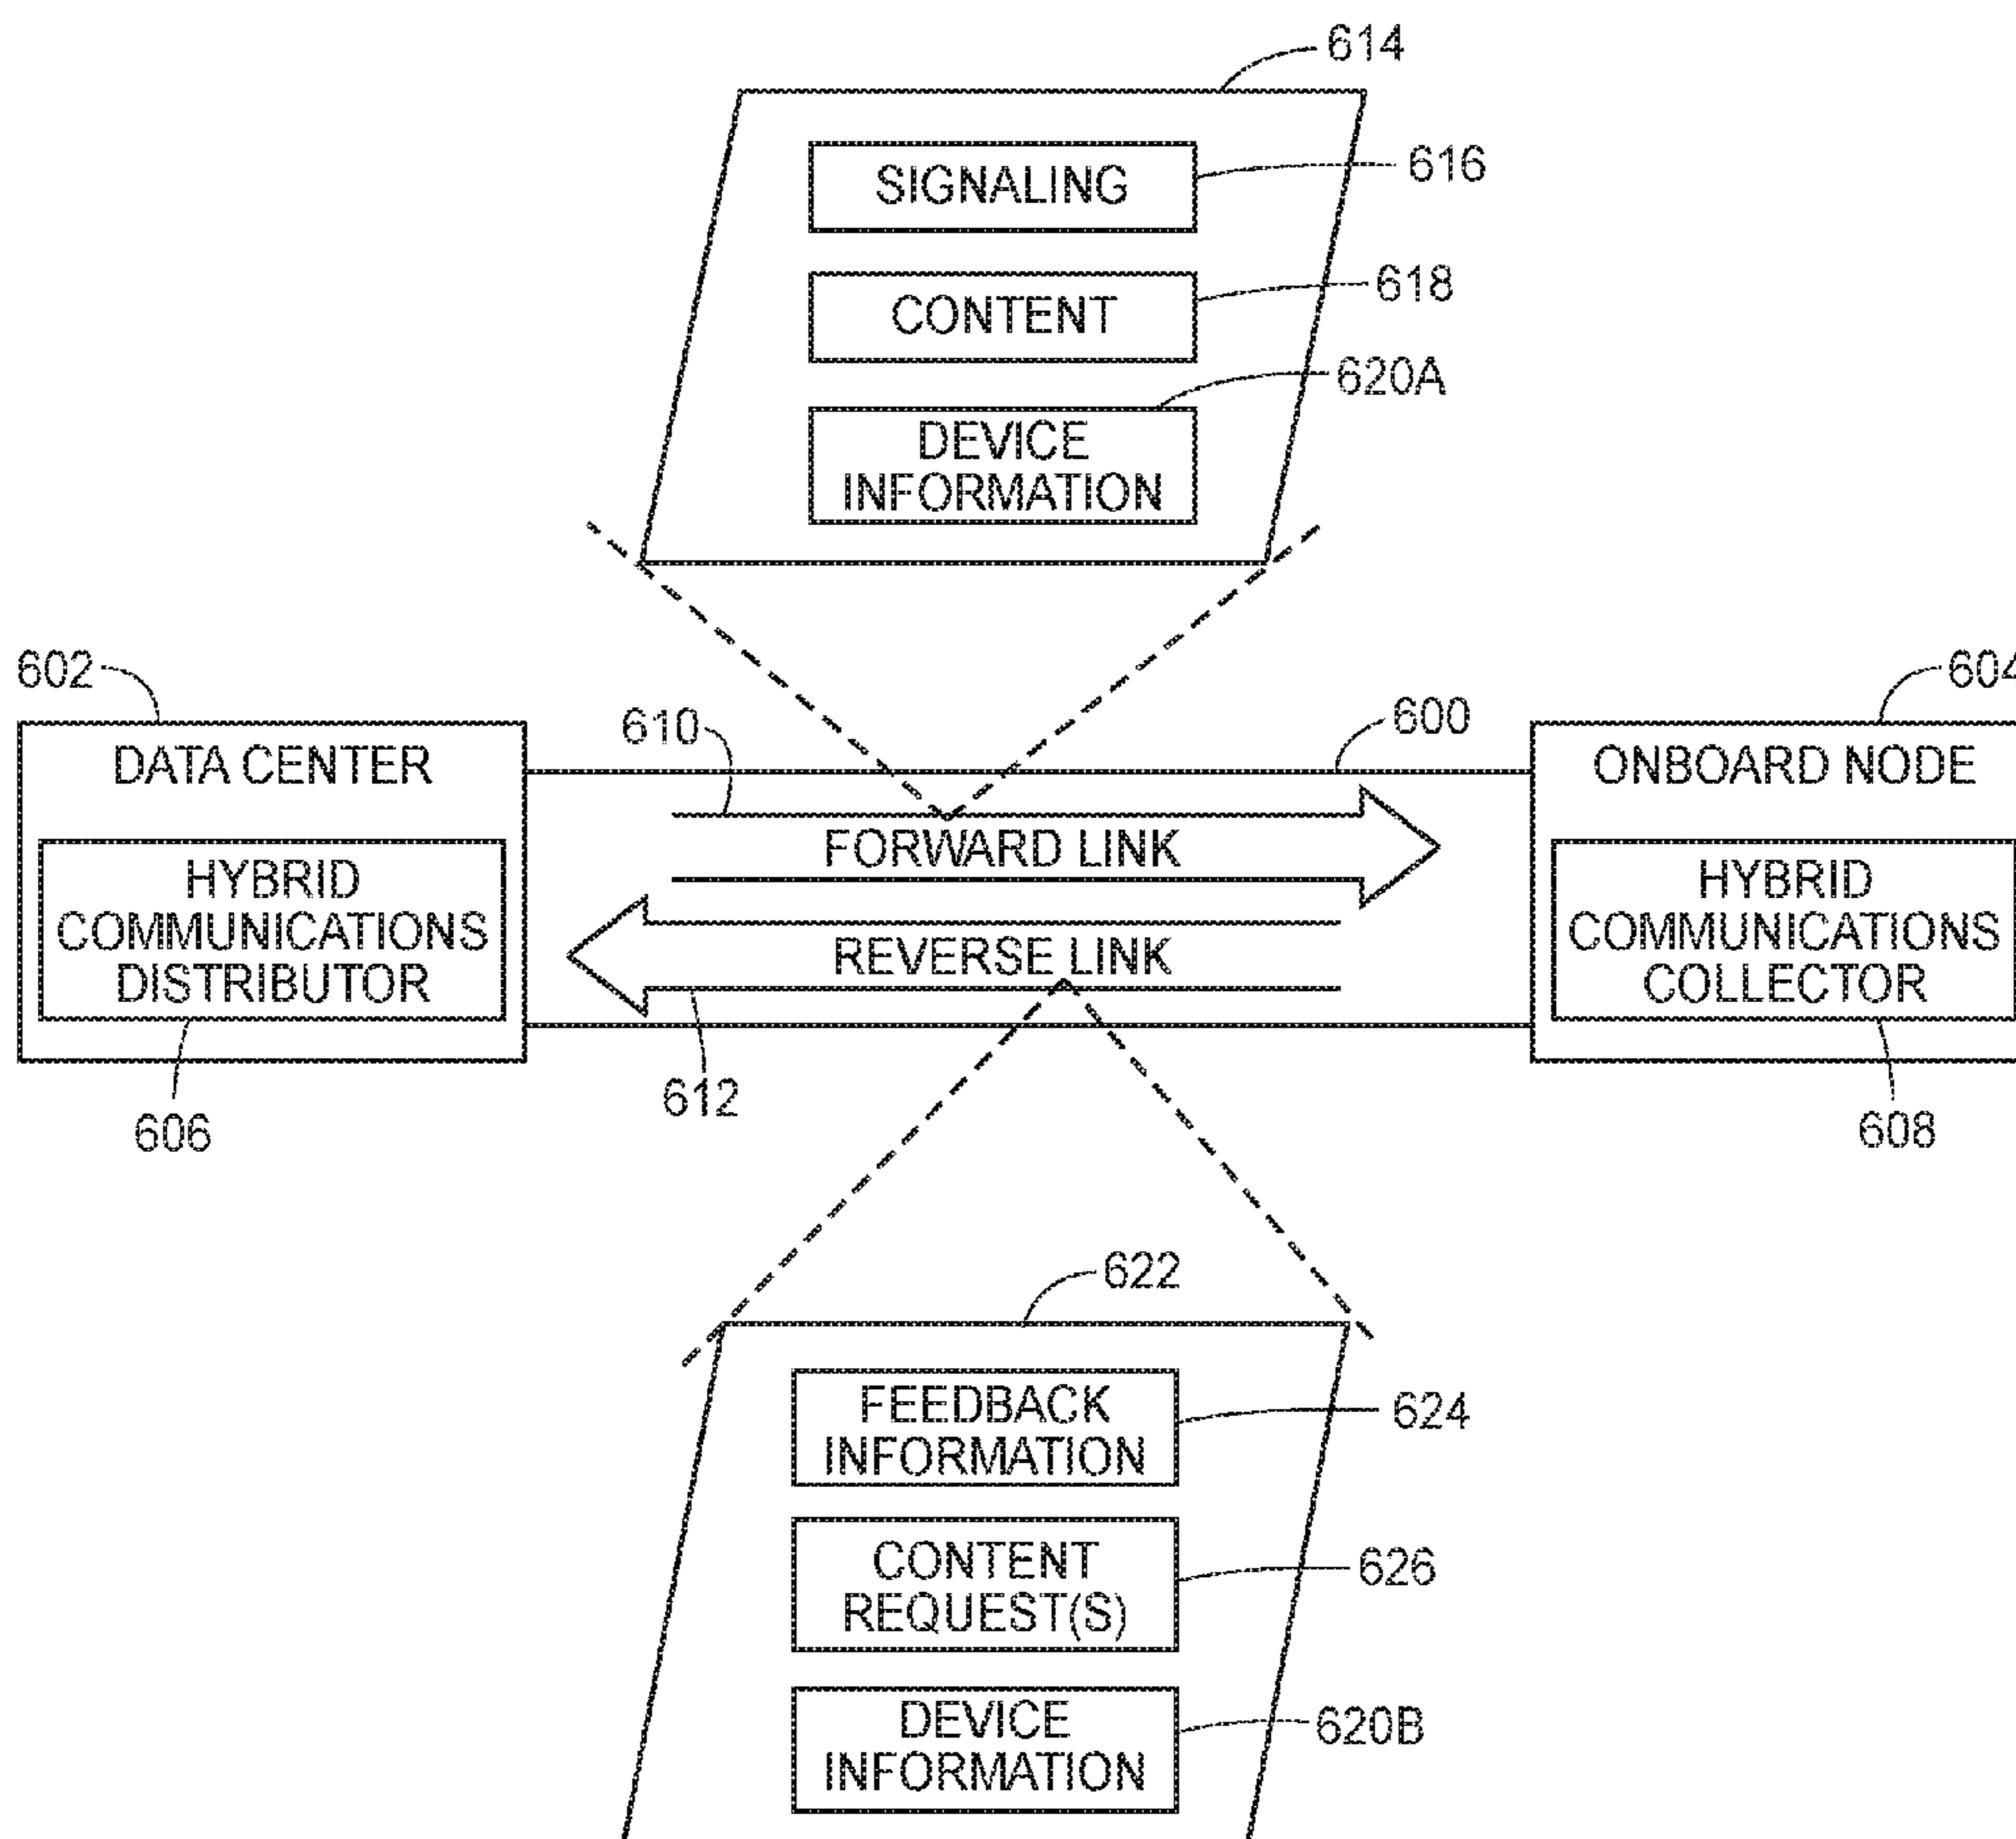 614
SIGNALING
616
CONTENT
618
620A
DEVICE
INFORMATION
602
604
610
600
DATA CENTER
ONBOARD NODE
FORWARD LINK
HYBRID
COMMUNICATIONS
DISTRIBUTOR
HYBRID
COMMUNICATIONS
COLLECTOR
REVERSE LINK
606
612
608
622
FEEDBACK
INFORMATION
624
CONTENT
REQUEST(S)
626
DEVICE
INFORMATION
620B